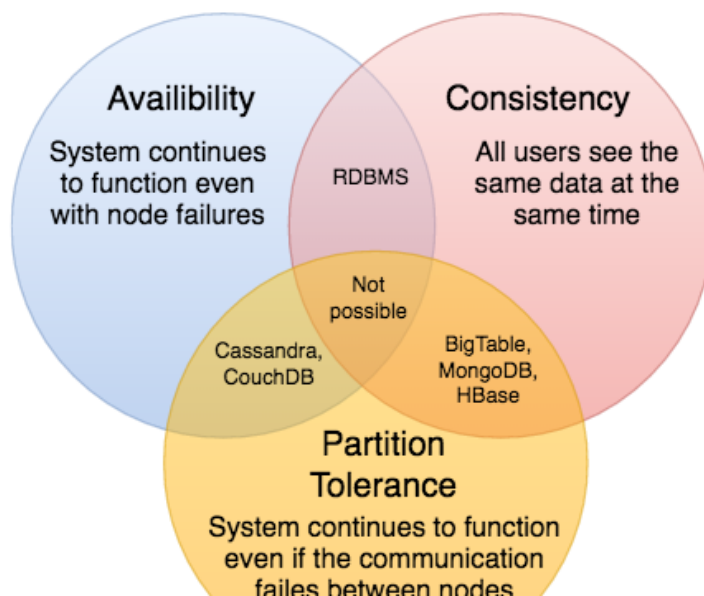 Availibility
System continues
to function even
with node failures
Consistency
All users see the
same data at the
same time
RDBMS
Not
possible
Cassandra,
CouchDB
BigTable,
MongoDB,
HBase
Partition
Tolerance
System continues to function
even if the communication
failes between nodes